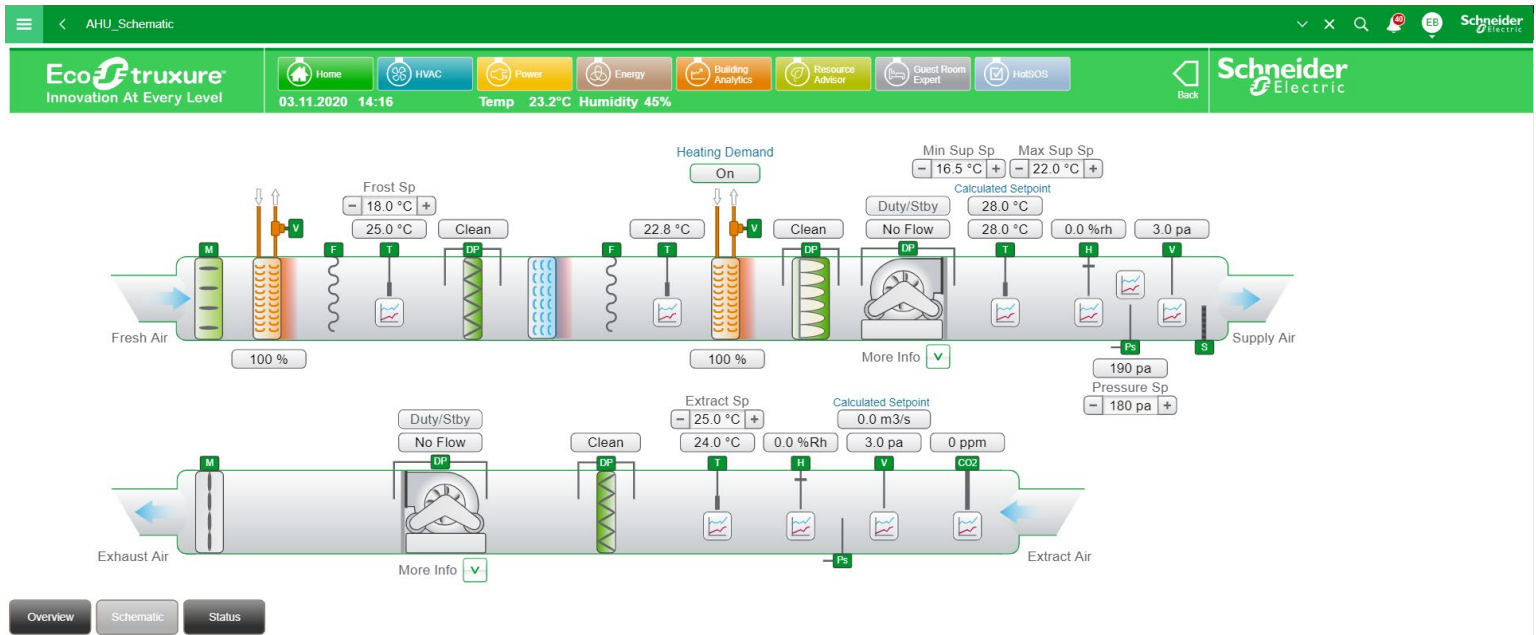 AHU_Schematic
40
EB
Schneider
Electric
EcoStruxure™
Innovation At Every Level
Home
HVAC
Power
Energy
Building
Analytics
Resource
Advisor
Guest Room
Expert
HotSOS
Back
Schneider
Electric
03.11.2020 14:16
Temp 23.2°C Humidity 45%
Heating Demand
On
Min Sup Sp Max Sup Sp
- 16.5 °C + - 22.0 °C +
Frost Sp
- 18.0 °C +
Calculated Setpoint
Duty/Stby 28.0 °C
V 25.0 °C Clean 22.8 °C V Clean No Flow 28.0 °C 0.0 %rh 3.0 pa
M F T DP F T DP DP T H V
Fresh Air
Supply Air
Ps S
100 % 100 % More Info V
190 pa
Pressure Sp
- 180 pa +
Extract Sp
- 25.0 °C +
Calculated Setpoint
Duty/Stby 0.0 m3/s
No Flow Clean 24.0 °C 0.0 %Rh 3.0 pa 0 ppm
M DP DP T H V CO2
Exhaust Air
Extract Air
Ps
More Info V
Overview Schematic Status